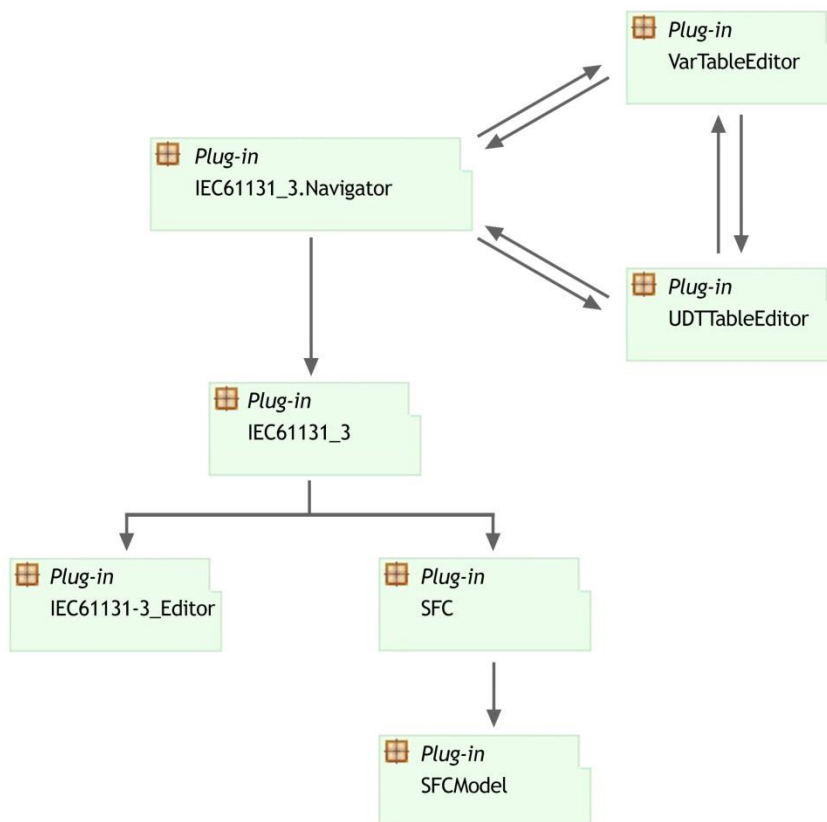 Plug-in
VarTableEditor
Plug-in
IEC61131_3.Navigator
Plug-in
UDTTableEditor
Plug-in
IEC61131_3
Plug-in
IEC61131-3_Editor
Plug-in
SFC
Plug-in
SFCModel